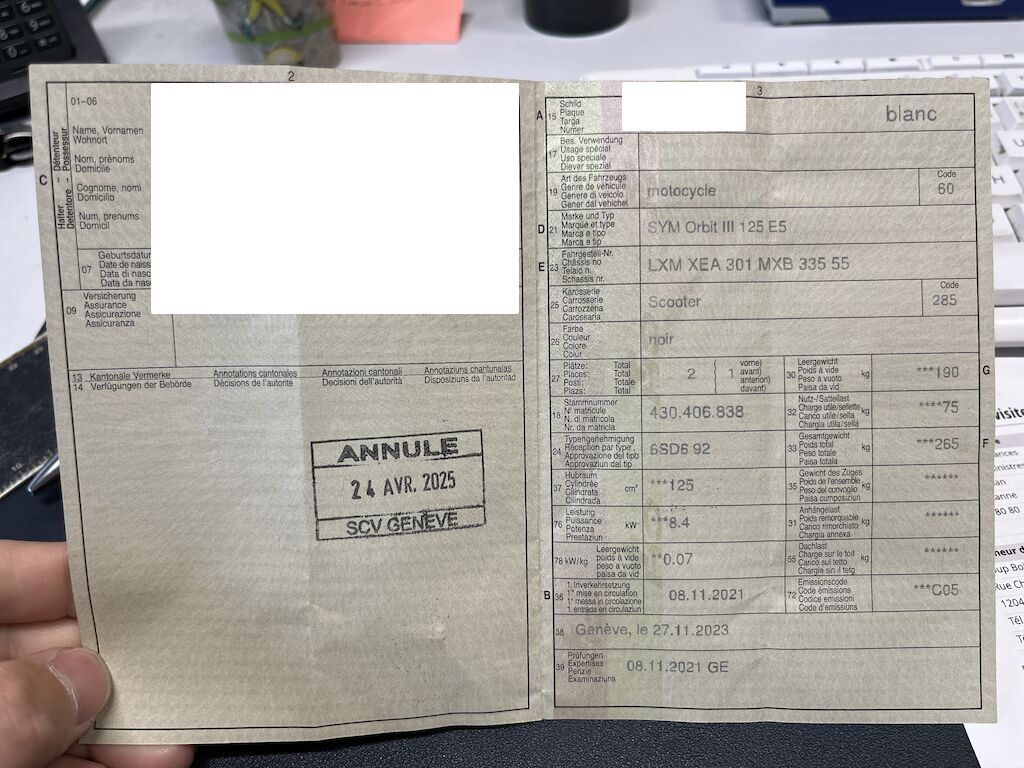 2
01–06
Name, Vornamen
Wohnort
Nom, prénoms
Domicile
Cognome, nomi
Domicilio
Num, prenums
Domicil
C
Halter – Détenteur
Detentore – Possessur
07
Geburtsdatum
Date de naiss
Data di nasc
Data da nasc
09
Versicherung
Assurance
Assicurazione
Assicuranza
13 Kantonale Vermerke Annotations cantonales Annotazioni cantonali Annotaziuns chantunalas
14 Verfügungen der Behörde Décisions de l'autorité Decisioni dell'autorità Disposiziuns da l'autoritad
ANNULE
24 AVR. 2025
SCV GENÈVE
3
A 15 Schild
Plaque
Targa
Numer
blanc
17 Bes. Verwendung
Usage spécial
Uso speciale
Diever spezial
19 Art des Fahrzeugs
Genre de véhicule
Genere di veicolo
Gener dal vehichel
motocycle
Code
60
D 21 Marke und Typ
Marque et type
Marca e tipo
Marca e tip
SYM Orbit III 125 E5
E 23 Fahrgestell-Nr.
Châssis no
Telaio n.
Schassis nr.
LXM XEA 301 MXB 335 55
25 Karosserie
Carrosserie
Carrozzeria
Carossaria
Scooter
Code
285
26 Farbe
Couleur
Colore
Colur
noir
27 Plätze: Total
Places: Total
Posti: Totale
Plazs: Total
2 ( 1 vorne)
avant)
anteriori)
davant)
30 Leergewicht
Poids à vide
Peso a vuoto
Paisa da vid
kg
***190
G
18 Stammnummer
N° matricule
N. di matricola
Nr. da matricla
430.406.838
32 Nutz-/Sattellast
Charge utile/sellette
Carico utile/sella
Chargia utila/sella
kg
****75
24 Typengenehmigung
Réception par type
Approvazione del tipo
Approvaziun dal tip
6SD6 92
33 Gesamtgewicht
Poids total
Peso totale
Paisa totala
kg
***265
F
37 Hubraum
Cylindrée
Cilindrata
Cilindrada
cm³
***125
35 Gewicht des Zuges
Poids de l'ensemble
Peso del convoglio
Paisa cumposiziun
kg
******
76 Leistung
Puissance
Potenza
Prestaziun
kW
***8.4
31 Anhängelast
Poids remorquable
Carico rimorchiato
Chargia annexa
kg
******
78 kW/kg Leergewicht
poids à vide
peso a vuoto
paisa da vid
**0.07
55 Dachlast
Charge sur le toit
Carico sul tetto
Chargia sin il tetg
kg
******
B 36 1. Inverkehrsetzung
1re mise en circulation
1a messa in circolazione
1. entrada en circulaziun
08.11.2021
72 Emissionscode
Code émissions
Codice emissioni
Code d'emissiuns
***C05
38 Genève, le 27.11.2023
39 Prüfungen
Expertises
Perizie
Examinaziuns
08.11.2021 GE